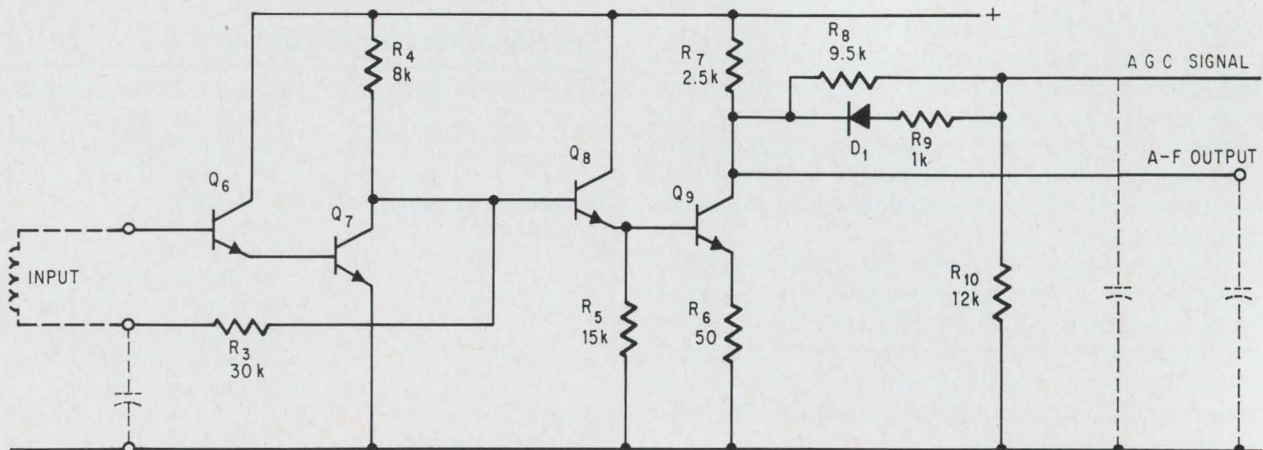 +
R4
8k
R7
2.5k
R8
9.5k
AGC SIGNAL
D1
R9
1k
A-F OUTPUT
Q6
Q7
Q8
Q9
INPUT
R3
30k
R5
15k
R6
50
R10
12k